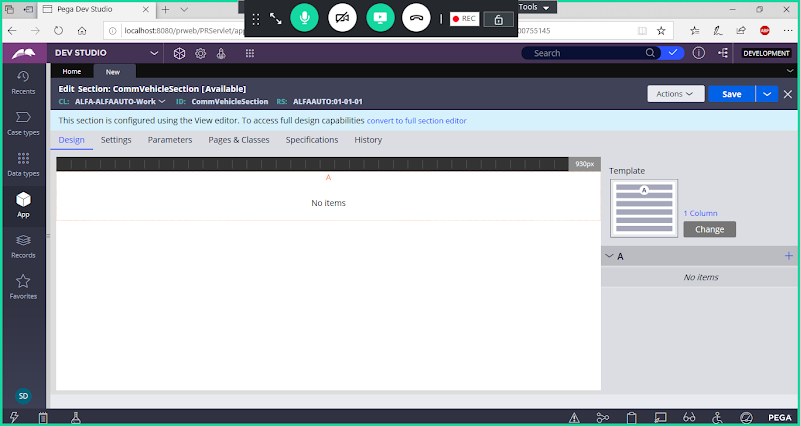 Pega Dev Studio
Tools
REC
localhost:8080/prweb/PRServlet/app
00755145
ABP
DEV STUDIO
Search
DEVELOPMENT
Home
New
Recents
Case types
Data types
App
Records
Favorites
SD
Edit Section: CommVehicleSection [Available]
CL: ALFA-ALFAAUTO-Work ID: CommVehicleSection RS: ALFAAUTO:01-01-01
Actions
Save
This section is configured using the View editor. To access full design capabilities convert to full section editor
Design Settings Parameters Pages & Classes Specifications History
930px
A
No items
Template
A
1 Column
Change
A
No items
PEGA